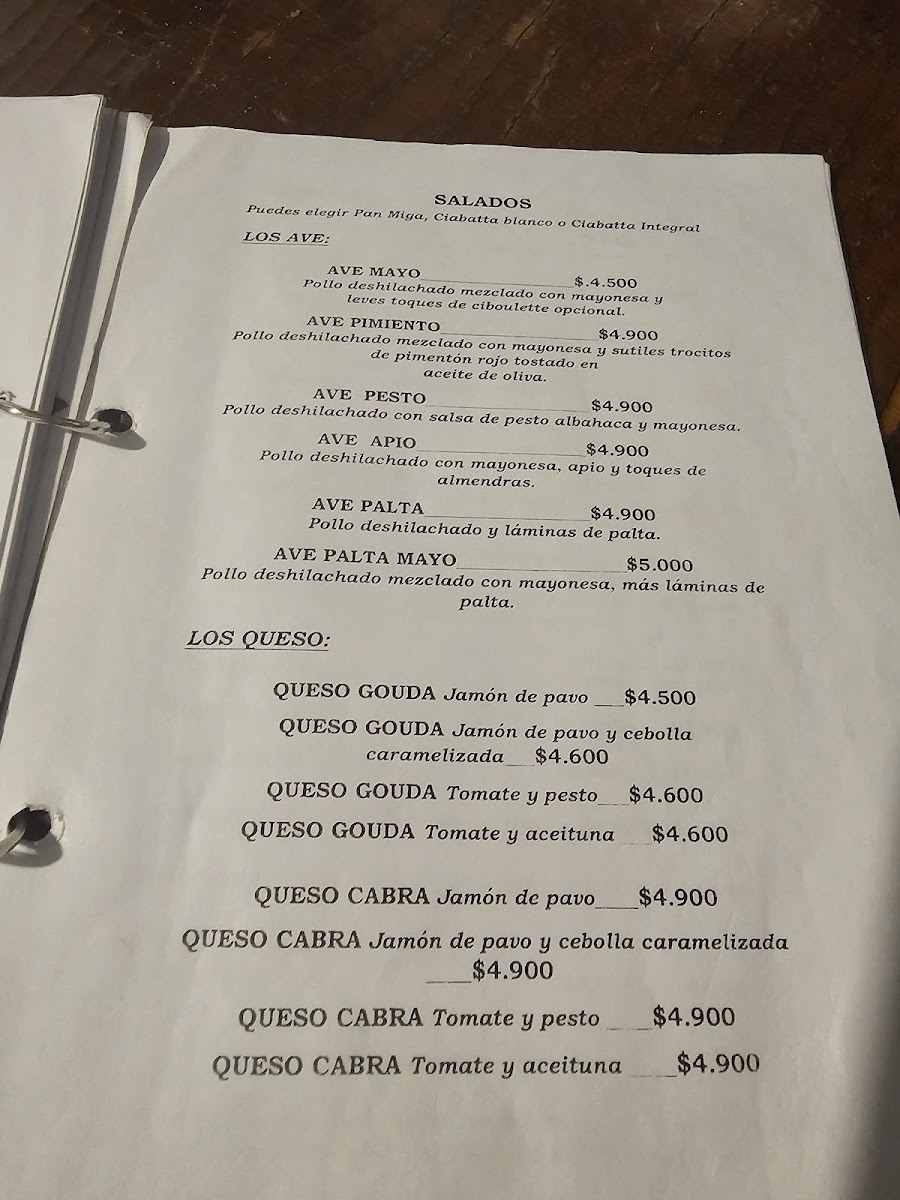 SALADOS
Puedes elegir Pan Miga, Ciabatta blanco o Ciabatta Integral
LOS AVE:
AVE MAYO____________________$.4.500
Pollo deshilachado mezclado con mayonesa y
leves toques de ciboulette opcional.
AVE PIMIENTO____________________$4.900
Pollo deshilachado mezclado con mayonesa y sutiles trocitos
de pimentón rojo tostado en
aceite de oliva.
AVE PESTO____________________$4.900
Pollo deshilachado con salsa de pesto albahaca y mayonesa.
AVE APIO____________________$4.900
Pollo deshilachado con mayonesa, apio y toques de
almendras.
AVE PALTA____________________$4.900
Pollo deshilachado y láminas de palta.
AVE PALTA MAYO____________________$5.000
Pollo deshilachado mezclado con mayonesa, más láminas de
palta.
LOS QUESO:
QUESO GOUDA Jamón de pavo ___$4.500
QUESO GOUDA Jamón de pavo y cebolla
caramelizada___$4.600
QUESO GOUDA Tomate y pesto___$4.600
QUESO GOUDA Tomate y aceituna ___$4.600
QUESO CABRA Jamón de pavo____$4.900
QUESO CABRA Jamón de pavo y cebolla caramelizada
____$4.900
QUESO CABRA Tomate y pesto ____$4.900
QUESO CABRA Tomate y aceituna ____$4.900